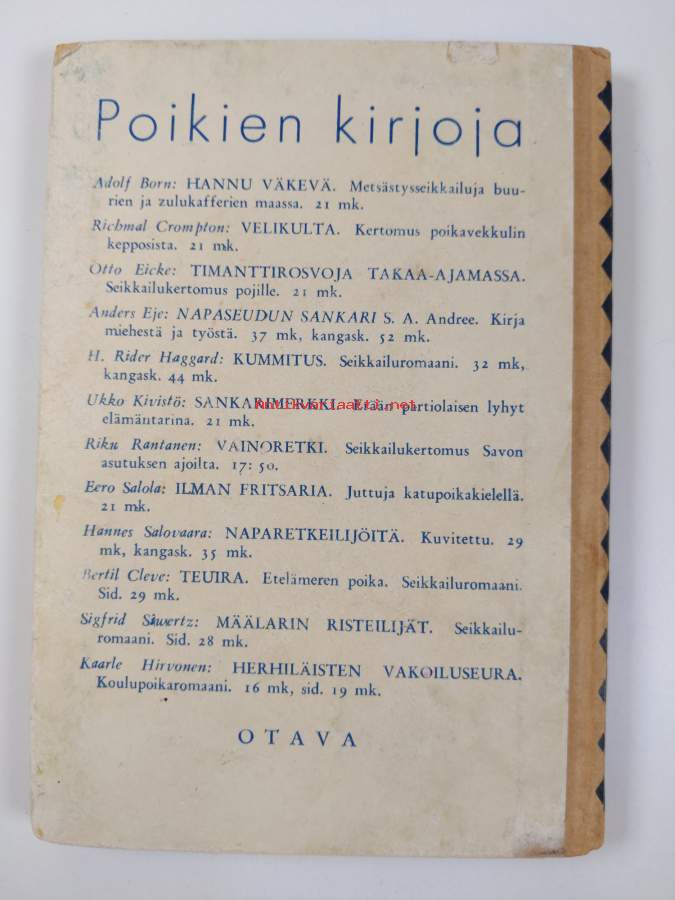 Poikien kirjoja
Adolf Born: HANNU VÄKEVÄ. Metsästysseikkailuja buu-
rien ja zulukafferien maassa. 21 mk.
Richmal Crompton: VELIKULTA. Kertomus poikavekkulin
kepposista. 21 mk.
Otto Eicke: TIMANTTIROSVOJA TAKAA-AJAMASSA.
Seikkailukertomus pojille. 21 mk.
Anders Eje: NAPASEUDUN SANKARI S. A. Andree. Kirja
miehestä ja työstä. 37 mk, kangask. 52 mk.
H. Rider Haggard: KUMMITUS. Seikkailuromaani. 32 mk,
kangask. 44 mk.
Ukko Kivistö: SANKARIMERKKI. Erään partiolaisen lyhyt
elämäntarina. 21 mk.
Riku Rantanen: VAINORETKI. Seikkailukertomus Savon
asutuksen ajoilta. 17: 50.
Eero Salola: ILMAN FRITSARIA. Juttuja katupoikakielellä.
21 mk.
Hannes Salovaara: NAPARETKEILIJÖITÄ. Kuvitettu. 29
mk, kangask. 35 mk.
Bertil Cleve: TEUIRA. Etelämeren poika. Seikkailuromaani.
Sid. 29 mk.
Sigfrid Siwertz: MÄÄLARIN RISTEILIJÄT. Seikkailu-
romaani. Sid. 28 mk.
Kaarle Hirvonen: HERHILÄISTEN VAKOILUSEURA.
Koulupoikaromaani. 16 mk, sid. 19 mk.
OTAVA